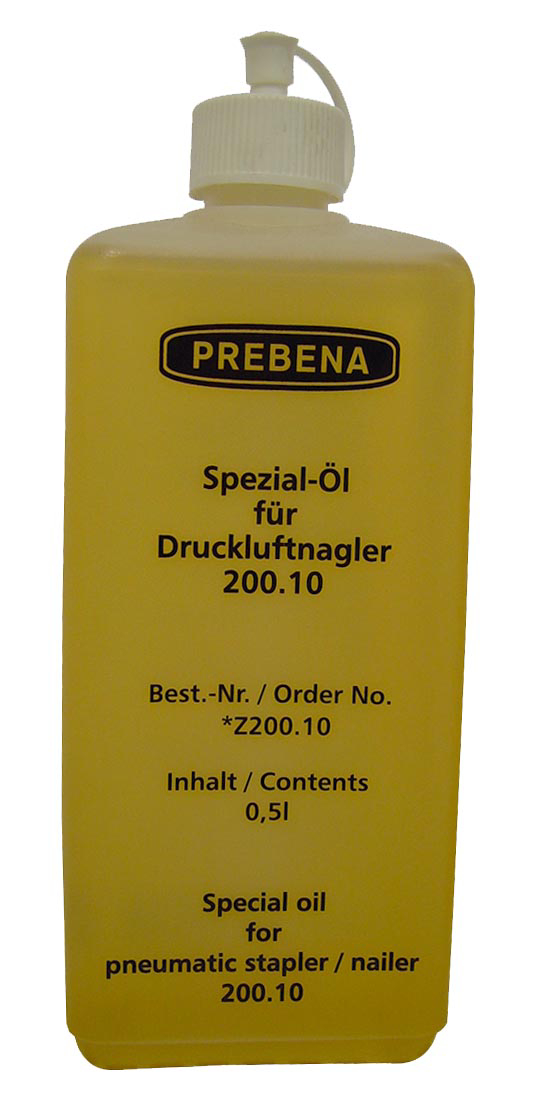 PREBENA
Spezial-Öl
für
Druckluftnagler
200.10
Best.-Nr. / Order No.
*Z200.10
Inhalt / Contents
0,5l
Special oil
for
pneumatic stapler / nailer
200.10